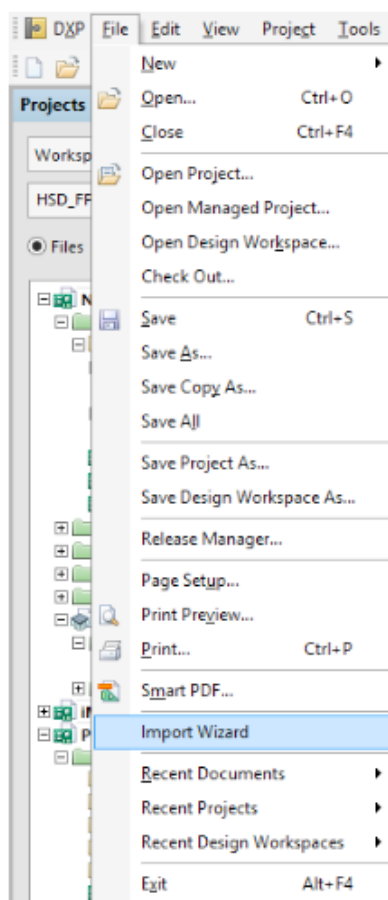 DXP File Edit View Project Tools
New
Projects
Open... Ctrl+O
Close Ctrl+F4
Worksp
Open Project...
HSD_FP
Open Managed Project...
Files
Open Design Workspace...
Check Out...
N
Save Ctrl+S
Save As...
Save Copy As...
Save All
Save Project As...
Save Design Workspace As...
Release Manager...
Page Setup...
Print Preview...
Print... Ctrl+P
Smart PDF...
Import Wizard
P
Recent Documents
Recent Projects
Recent Design Workspaces
Exit Alt+F4